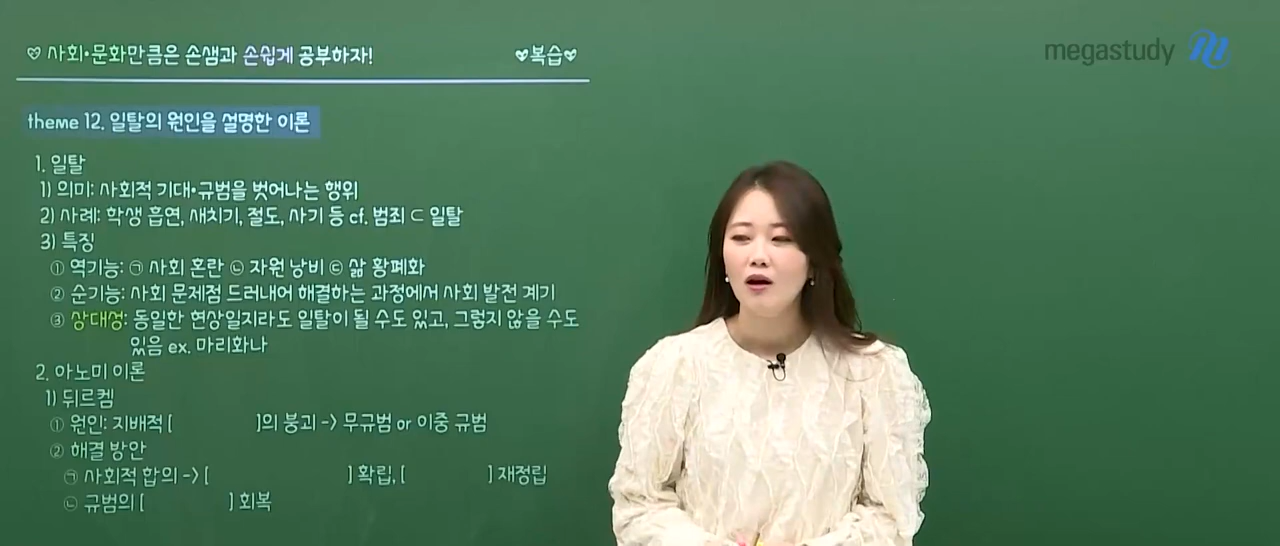 ♡ 사회•문화만큼은 손샘과 손쉽게 공부하자!
♥복습♥
megastudy
theme 12. 일탈의 원인을 설명한 이론
1. 일탈
1) 의미: 사회적 기대•규범을 벗어나는 행위
2) 사례: 학생 흡연, 새치기, 절도, 사기 등 cf. 범죄 ⊂ 일탈
3) 특징
① 역기능: ㉠ 사회 혼란 ㉡ 자원 낭비 ㉢ 삶 황폐화
② 순기능: 사회 문제점 드러내어 해결하는 과정에서 사회 발전 계기
③ 상대성: 동일한 현상일지라도 일탈이 될 수도 있고, 그렇지 않을 수도
있음 ex. 마리화나
2. 아노미 이론
1) 뒤르켐
① 원인: 지배적 [ ]의 붕괴 -> 무규범 or 이중 규범
② 해결 방안
㉠ 사회적 합의 -> [ ] 확립, [ ] 재정립
㉡ 규범의 [ ] 회복